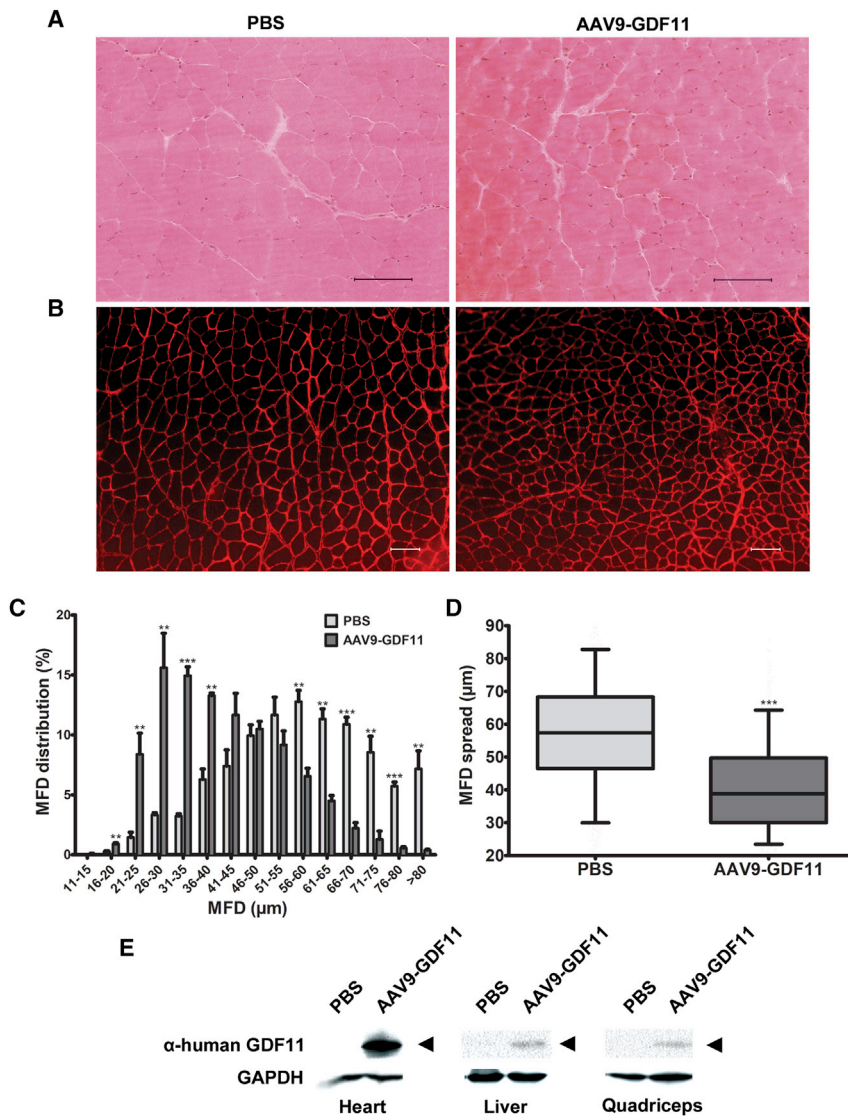 A
PBS
AAV9-GDF11
B
C
MFD distribution (%)
20
15
10
5
0
PBS
AAV9-GDF11
**
**
**
***
**
**
**
***
**
***
**
11-15
16-20
21-25
26-30
31-35
36-40
41-45
46-50
51-55
56-60
61-65
66-70
71-75
76-80
>80
MFD (µm)
D
MFD spread (µm)
90
80
70
60
50
40
30
20
***
PBS
AAV9-GDF11
E
PBS
AAV9-GDF11
PBS
AAV9-GDF11
PBS
AAV9-GDF11
α-human GDF11
GAPDH
Heart
Liver
Quadriceps